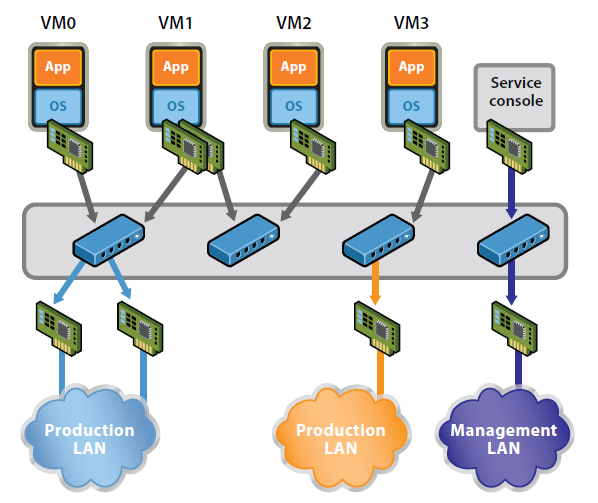 VM0
VM1
VM2
VM3
App
App
App
App
Service
console
OS
OS
OS
OS
Production
LAN
Production
LAN
Management
LAN